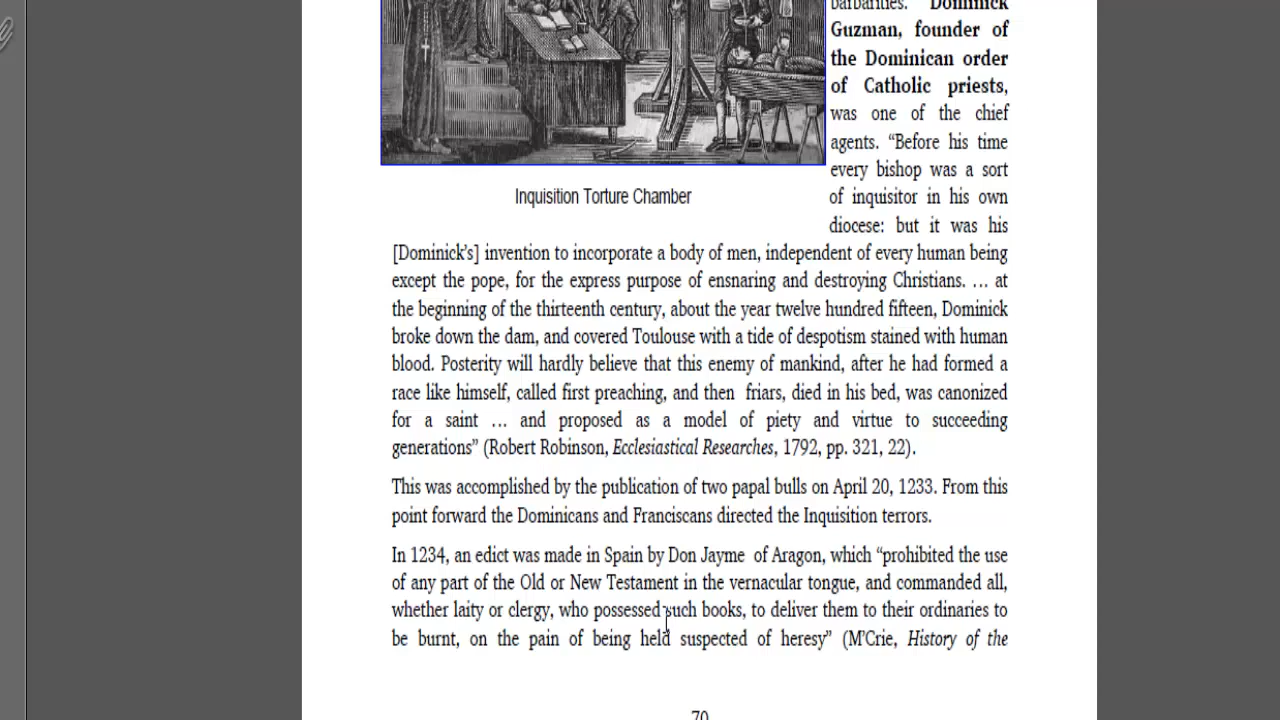 barbarities. Dominick
Guzman, founder of
the Dominican order
of Catholic priests,
was one of the chief
agents. “Before his time
every bishop was a sort
Inquisition Torture Chamber
of inquisitor in his own
diocese: but it was his
[Dominick’s] invention to incorporate a body of men, independent of every human being
except the pope, for the express purpose of ensnaring and destroying Christians. … at
the beginning of the thirteenth century, about the year twelve hundred fifteen, Dominick
broke down the dam, and covered Toulouse with a tide of despotism stained with human
blood. Posterity will hardly believe that this enemy of mankind, after he had formed a
race like himself, called first preaching, and then friars, died in his bed, was canonized
for a saint … and proposed as a model of piety and virtue to succeeding
generations” (Robert Robinson, Ecclesiastical Researches, 1792, pp. 321, 22).
This was accomplished by the publication of two papal bulls on April 20, 1233. From this
point forward the Dominicans and Franciscans directed the Inquisition terrors.
In 1234, an edict was made in Spain by Don Jayme of Aragon, which “prohibited the use
of any part of the Old or New Testament in the vernacular tongue, and commanded all,
whether laity or clergy, who possessed such books, to deliver them to their ordinaries to
be burnt, on the pain of being held suspected of heresy” (M’Crie, History of the
70